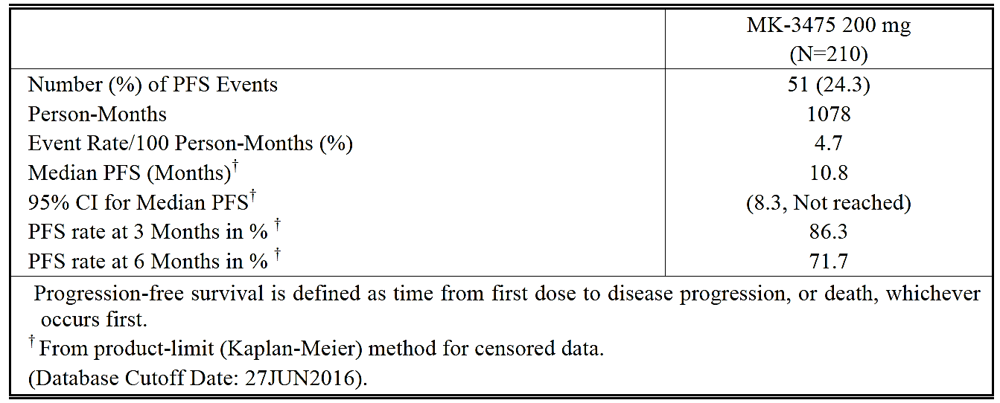 MK-3475 200 mg
(N=210)
Number (%) of PFS Events 51 (24.3)
Person-Months 1078
Event Rate/100 Person-Months (%) 4.7
Median PFS (Months)† 10.8
95% CI for Median PFS† (8.3, Not reached)
PFS rate at 3 Months in % † 86.3
PFS rate at 6 Months in % † 71.7
Progression-free survival is defined as time from first dose to disease progression, or death, whichever
occurs first.
† From product-limit (Kaplan-Meier) method for censored data.
(Database Cutoff Date: 27JUN2016).